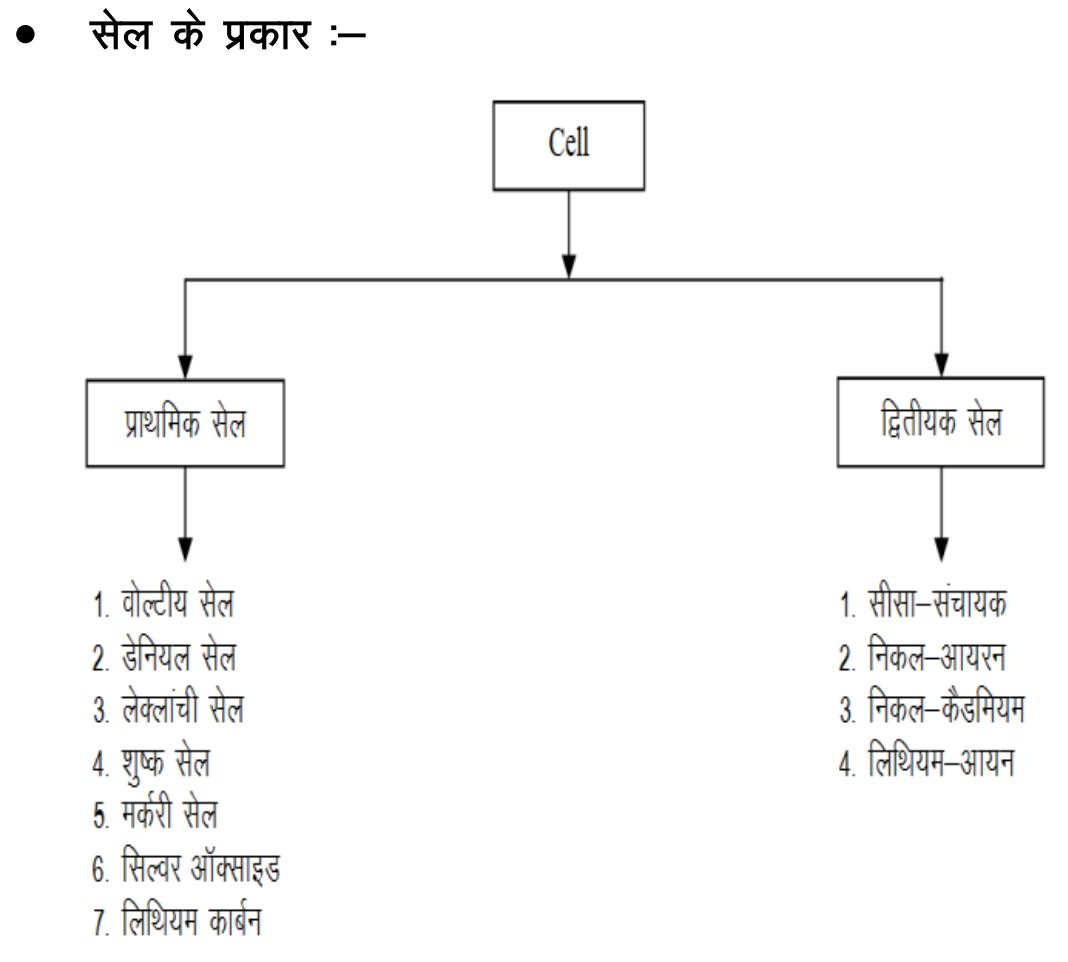 • सेल के प्रकार :–
Cell
प्राथमिक सेल
द्वितीयक सेल
1. वोल्टीय सेल
2. डेनियल सेल
3. लेक्लांची सेल
4. शुष्क सेल
5. मर्करी सेल
6. सिल्वर ऑक्साइड
7. लिथियम कार्बन
1. सीसा–संचायक
2. निकल–आयरन
3. निकल–कैडमियम
4. लिथियम–आयन